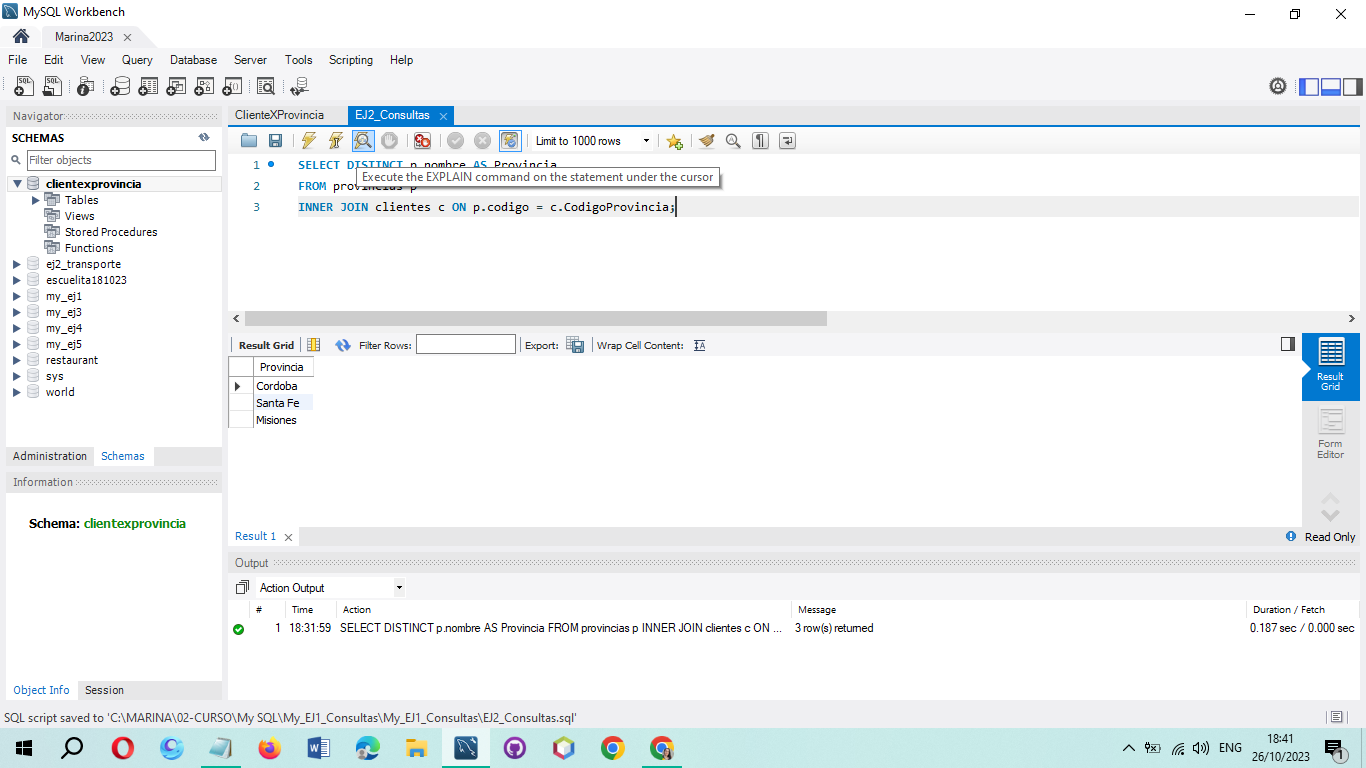 MySQL Workbench
Marina2023
File Edit View Query Database Server Tools Scripting Help
Navigator
SCHEMAS
Filter objects
clientexprovincia
Tables
Views
Stored Procedures
Functions
ej2_transporte
escuelita181023
my_ej1
my_ej3
my_ej4
my_ej5
restaurant
sys
world
Administration Schemas
Information
Schema: clientexprovincia
Object Info Session
ClienteXProvincia EJ2_Consultas
Limit to 1000 rows
1 SELECT DISTINCT p.nombre AS Provincia
Execute the EXPLAIN command on the statement under the cursor
2 FROM provincias p
3 INNER JOIN clientes c ON p.codigo = c.CodigoProvincia;
Result Grid Filter Rows: Export: Wrap Cell Content:
Provincia
Cordoba
Santa Fe
Misiones
Result
Grid
Form
Editor
Result 1
Read Only
Output
Action Output
# Time Action Message Duration / Fetch
1 18:31:59 SELECT DISTINCT p.nombre AS Provincia FROM provincias p INNER JOIN clientes c ON ... 3 row(s) returned 0.187 sec / 0.000 sec
SQL script saved to 'C:\MARINA\02-CURSO\My SQL\My_EJ1_Consultas\My_EJ1_Consultas\EJ2_Consultas.sql'
ENG
18:41
26/10/2023
1